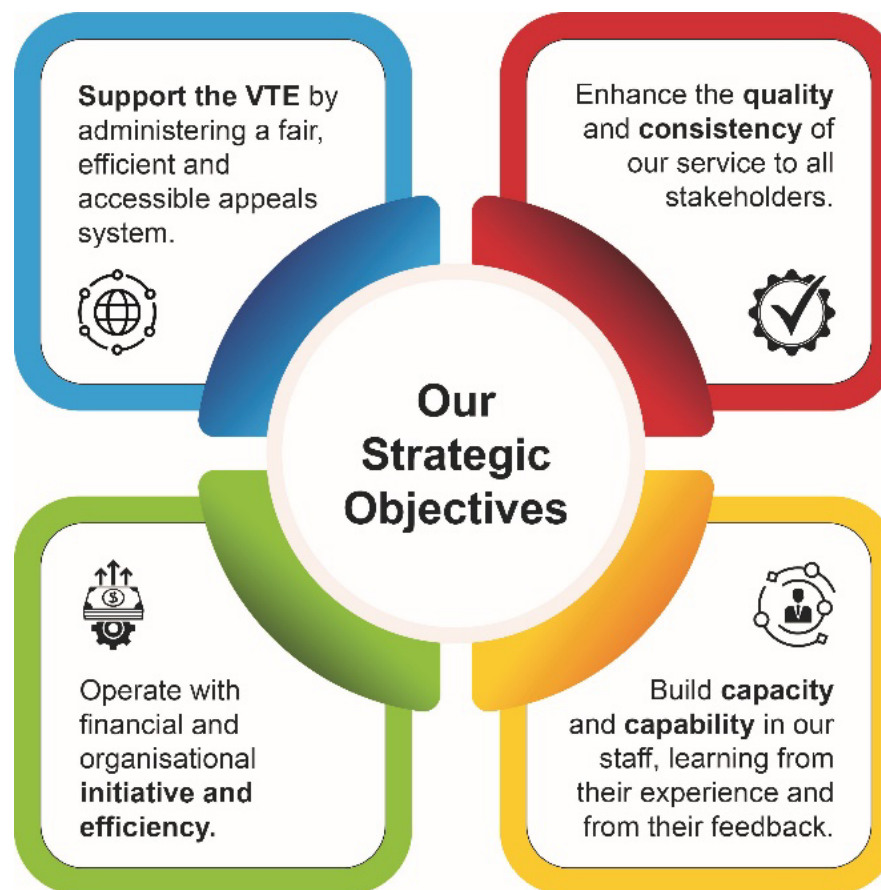 Support the VTE by
administering a fair,
efficient and
accessible appeals
system.
Enhance the quality
and consistency of
our service to all
stakeholders.
Our
Strategic
Objectives
$
Operate with
financial and
organisational
initiative and
efficiency.
Build capacity
and capability in our
staff, learning from
their experience and
from their feedback.